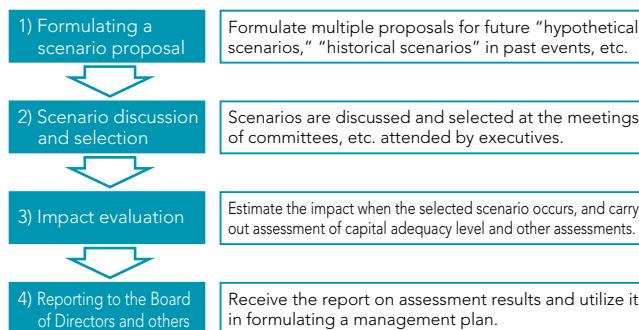 1) Formulating a
scenario proposal
Formulate multiple proposals for future “hypothetical
scenarios,” “historical scenarios” in past events, etc.
2) Scenario discussion
and selection
Scenarios are discussed and selected at the meetings
of committees, etc. attended by executives.
3) Impact evaluation
Estimate the impact when the selected scenario occurs, and carry
out assessment of capital adequacy level and other assessments.
4) Reporting to the Board
of Directors and others
Receive the report on assessment results and utilize it
in formulating a management plan.